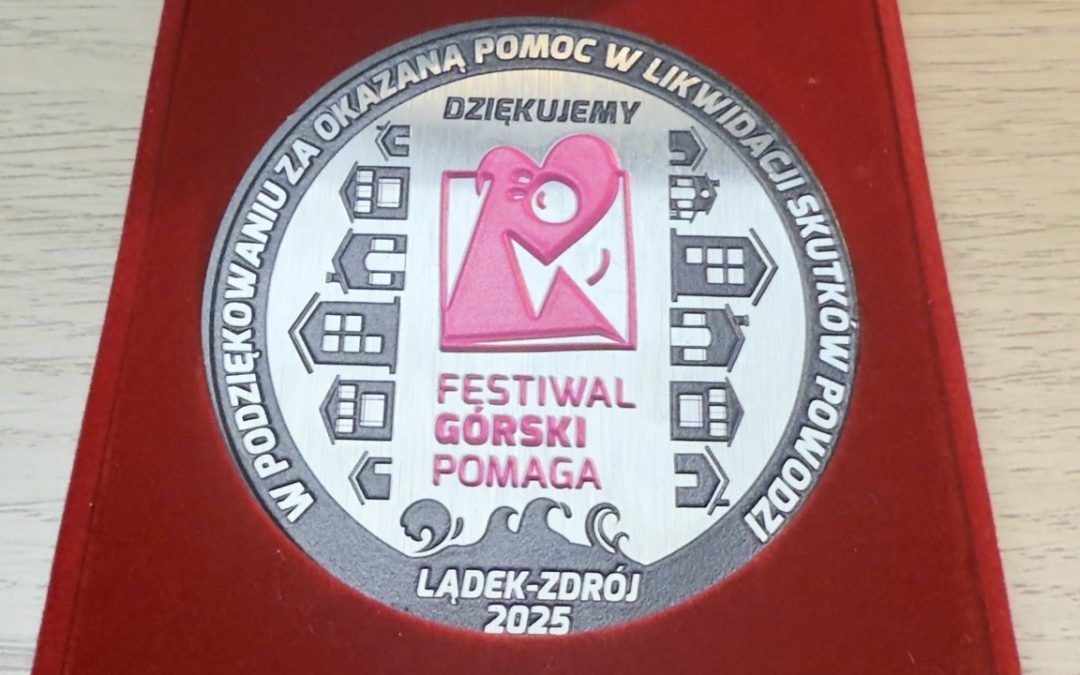 W PODZIĘKOWANIU ZA OKAZANĄ POMOC W LIKWIDACJI SKUTKÓW POWODZI
DZIĘKUJEMY
FESTIWAL
GÓRSKI
POMAGA
LĄDEK-ZDRÓJ
2025